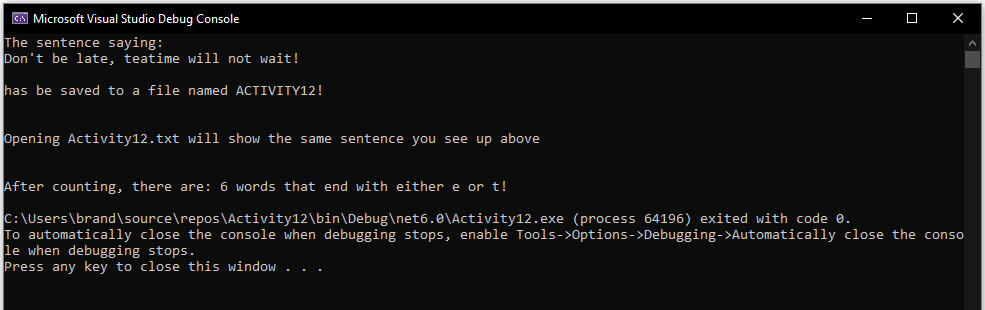 Microsoft Visual Studio Debug Console
The sentence saying:
Don't be late, teatime will not wait!
has be saved to a file named ACTIVITY12!
Opening Activity12.txt will show the same sentence you see up above
After counting, there are: 6 words that end with either e or t!
C:\Users\brand\source\repos\Activity12\bin\Debug\net6.0\Activity12.exe (process 64196) exited with code 0.
To automatically close the console when debugging stops, enable Tools->Options->Debugging->Automatically close the conso
le when debugging stops.
Press any key to close this window . . .